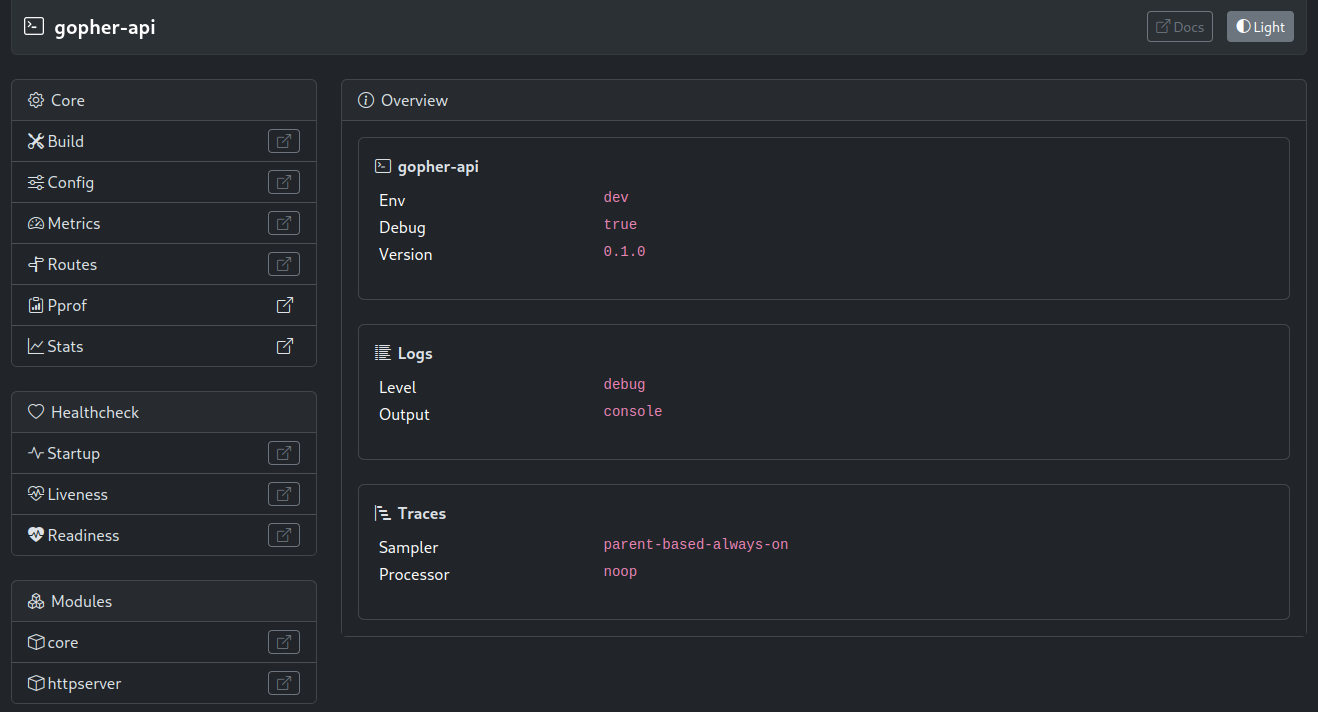 gopher-api
Docs
Light
Core
Build
Config
Metrics
Routes
Pprof
Stats
Healthcheck
Startup
Liveness
Readiness
Modules
core
httpserver
Overview
gopher-api
Env dev
Debug true
Version 0.1.0
Logs
Level debug
Output console
Traces
Sampler parent-based-always-on
Processor noop